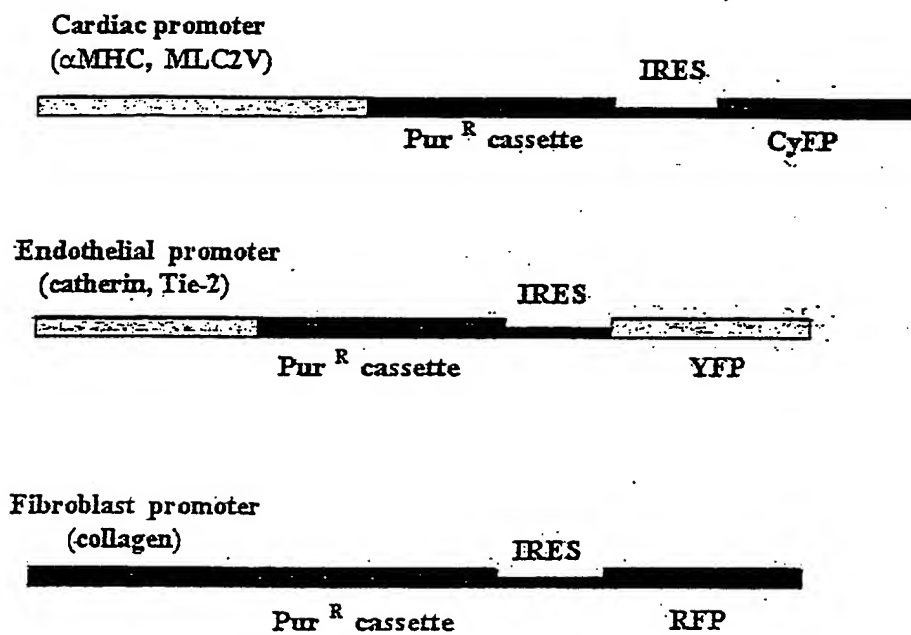 Cardiac promoter
(αMHC, MLC2V)
IRES
Pur R cassette
CyFP
Endothelial promoter
(catherin, Tie-2)
IRES
Pur R cassette
YFP
Fibroblast promoter
(collagen)
IRES
Pur R cassette
RFP